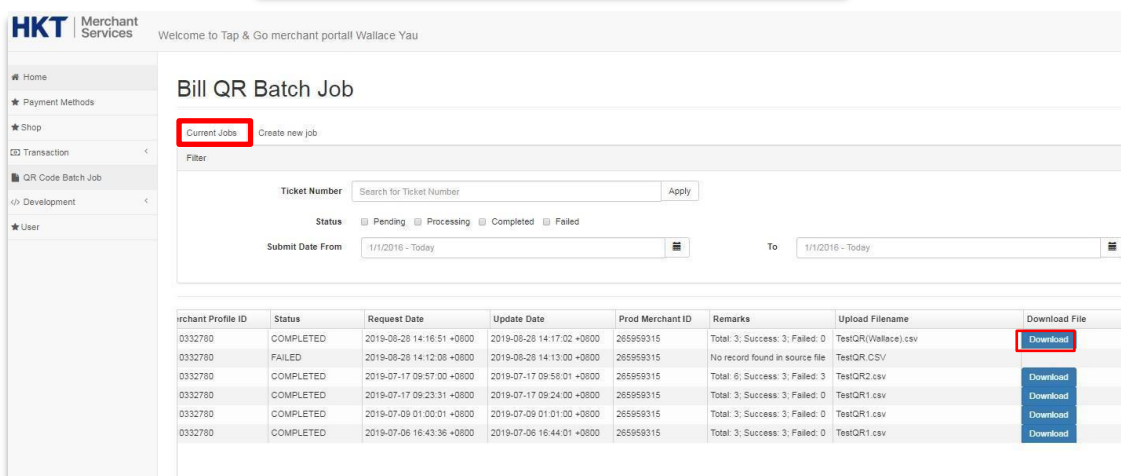 HKT Merchant Services
Welcome to Tap & Go merchant portal! Wallace Yau
Home
Payment Methods
Shop
Transaction
QR Code Batch Job
Development
User
Bill QR Batch Job
Current Jobs Create new job
Filter
Ticket Number Search for Ticket Number Apply
Status Pending Processing Completed Failed
Submit Date From 1/1/2016 - Today To 1/1/2016 - Today
rchant Profile ID Status Request Date Update Date Prod Merchant ID Remarks Upload Filename Download File
0332780 COMPLETED 2019-08-28 14:16:51 +0800 2019-08-28 14:17:02 +0800 265959315 Total: 3; Success: 3; Failed: 0 TestQR(Wallace).csv Download
0332780 FAILED 2019-08-28 14:12:08 +0800 2019-08-28 14:13:00 +0800 265959315 No record found in source file TestQR.CSV
0332780 COMPLETED 2019-07-17 09:57:00 +0800 2019-07-17 09:58:01 +0800 265959315 Total: 6; Success: 3; Failed: 3 TestQR2.csv Download
0332780 COMPLETED 2019-07-17 09:23:31 +0800 2019-07-17 09:24:00 +0800 265959315 Total: 3; Success: 3; Failed: 0 TestQR1.csv Download
0332780 COMPLETED 2019-07-09 01:00:01 +0800 2019-07-09 01:01:00 +0800 265959315 Total: 3; Success: 3; Failed: 0 TestQR1.csv Download
0332780 COMPLETED 2019-07-06 16:43:36 +0800 2019-07-06 16:44:01 +0800 265959315 Total: 3; Success: 3; Failed: 0 TestQR1.csv Download